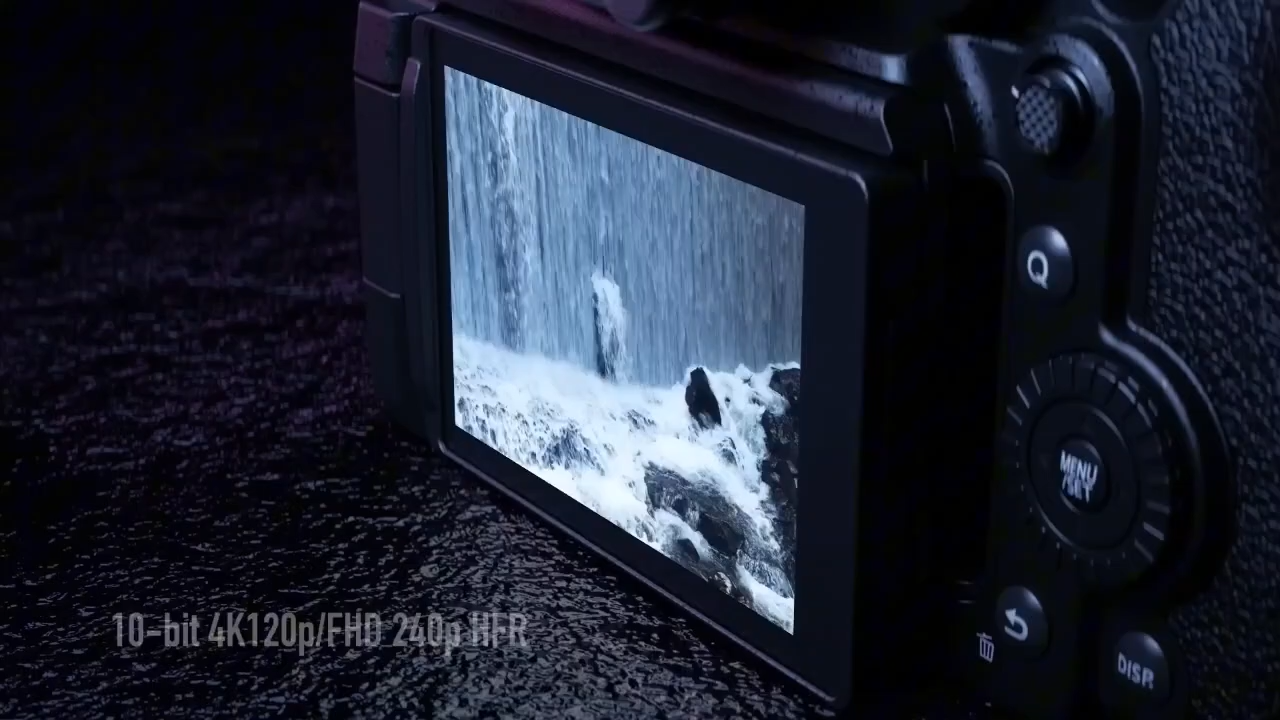 Q
MENU
/SET
DISP.
10-bit 4K120p/FHD 240p HFR